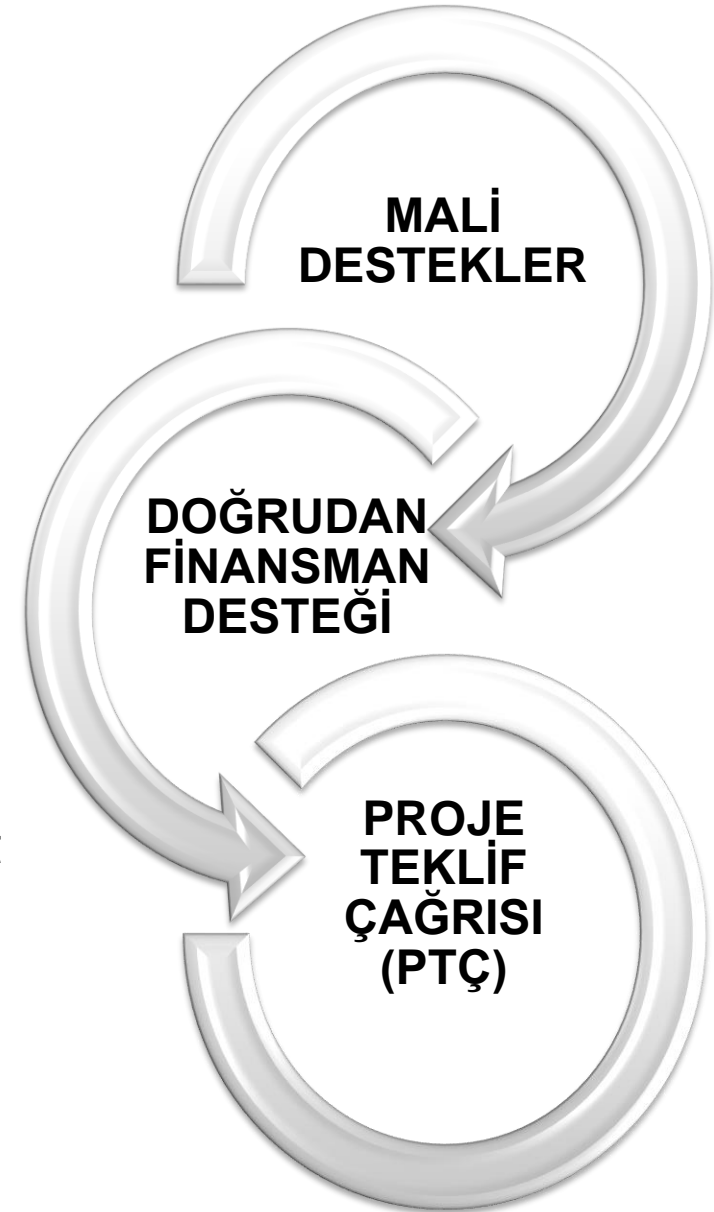 MALİ
DESTEKLER
DOĞRUDAN
FİNANSMAN
DESTEĞİ
PROJE
TEKLİF
ÇAĞRISI
(PTÇ)